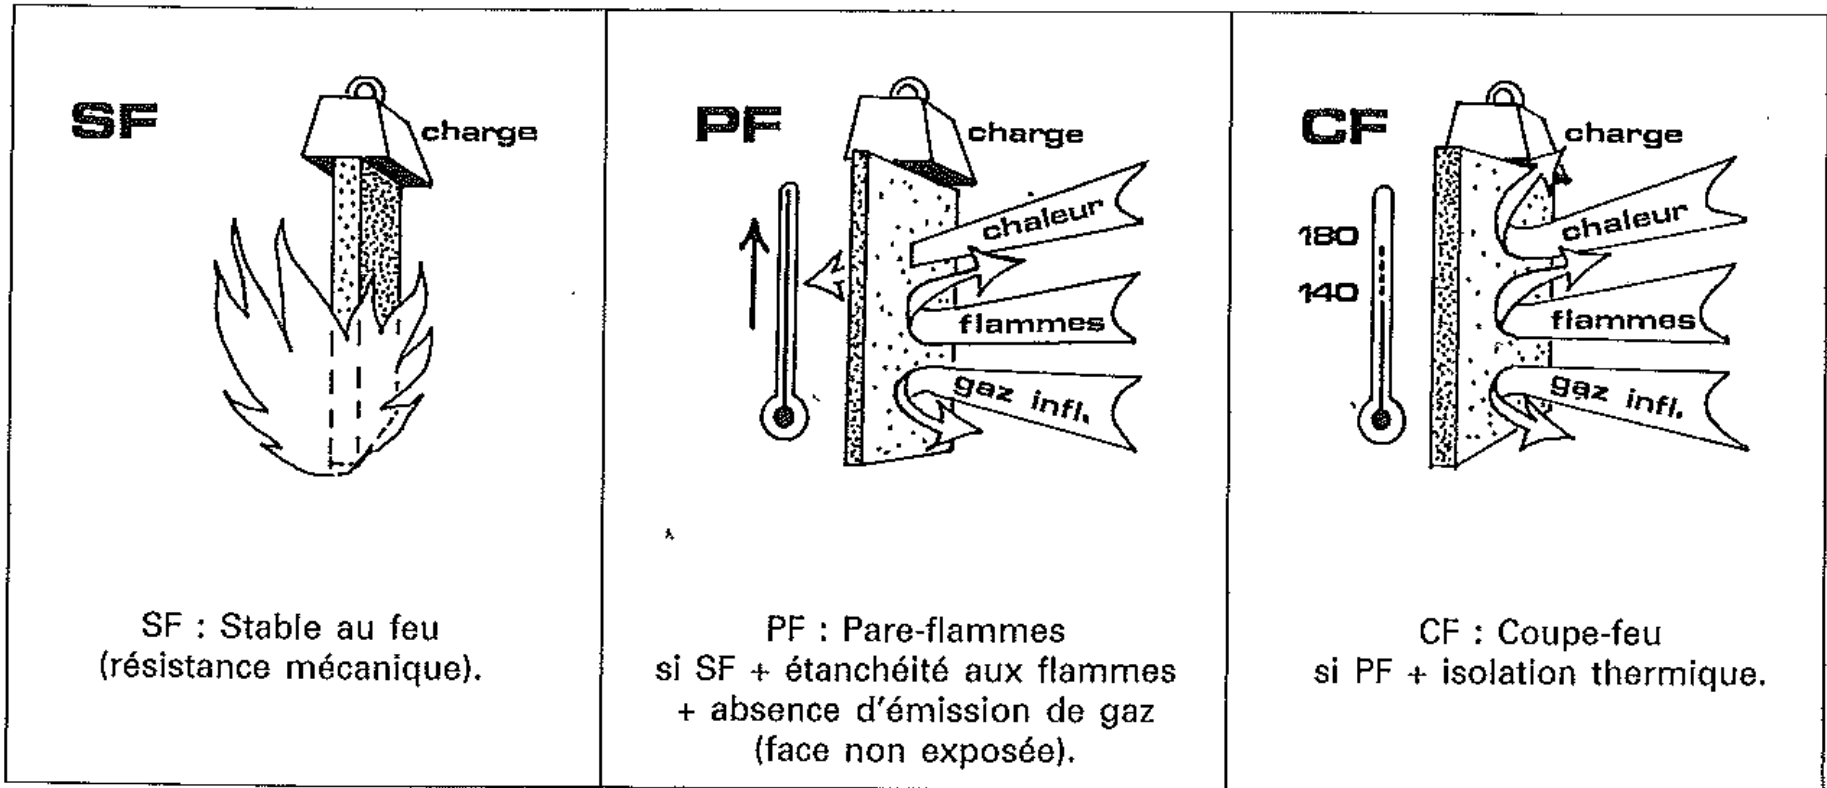 SF
charge
SF : Stable au feu
(résistance mécanique).
PF
charge
chaleur
flammes
gaz infl.
PF : Pare-flammes
si SF + étanchéité aux flammes
+ absence d'émission de gaz
(face non exposée).
CF
charge
180
140
chaleur
flammes
gaz infl.
CF : Coupe-feu
si PF + isolation thermique.